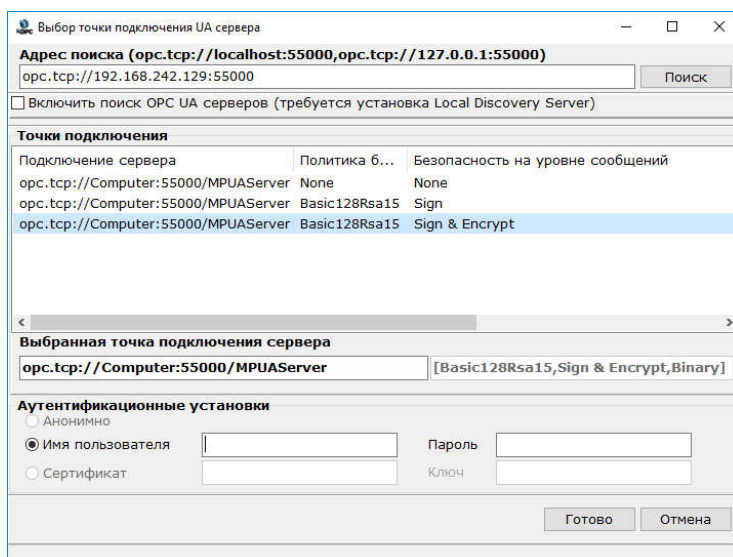 Выбор точки подключения UA сервера
Адрес поиска (opc.tcp://localhost:55000,opc.tcp://127.0.0.1:55000)
opc.tcp://192.168.242.129:55000 Поиск
Включить поиск OPC UA серверов (требуется установка Local Discovery Server)
Точки подключения
Подключение сервера Политика б... Безопасность на уровне сообщений
opc.tcp://Computer:55000/MPUAServer None None
opc.tcp://Computer:55000/MPUAServer Basic128Rsa15 Sign
opc.tcp://Computer:55000/MPUAServer Basic128Rsa15 Sign & Encrypt
Выбранная точка подключения сервера
opc.tcp://Computer:55000/MPUAServer [Basic128Rsa15,Sign & Encrypt,Binary]
Аутентификационные установки
Анонимно
Имя пользователя Пароль
Сертификат Ключ
Готово Отмена